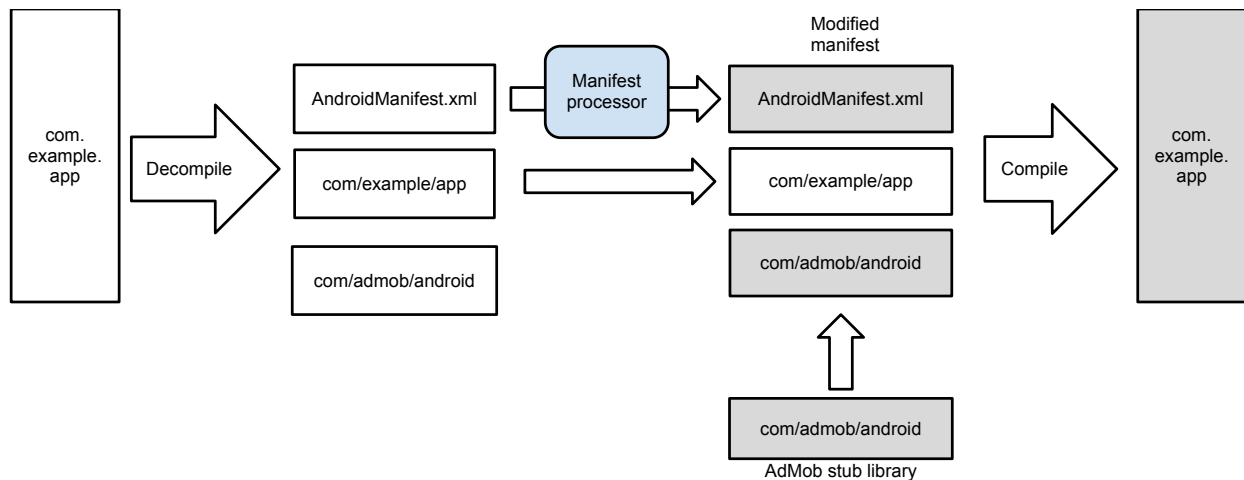 com.
example.
app
Decompile
AndroidManifest.xml
com/example/app
com/admob/android
Manifest
processor
Modified
manifest
AndroidManifest.xml
com/example/app
com/admob/android
com/admob/android
AdMob stub library
Compile
com.
example.
app